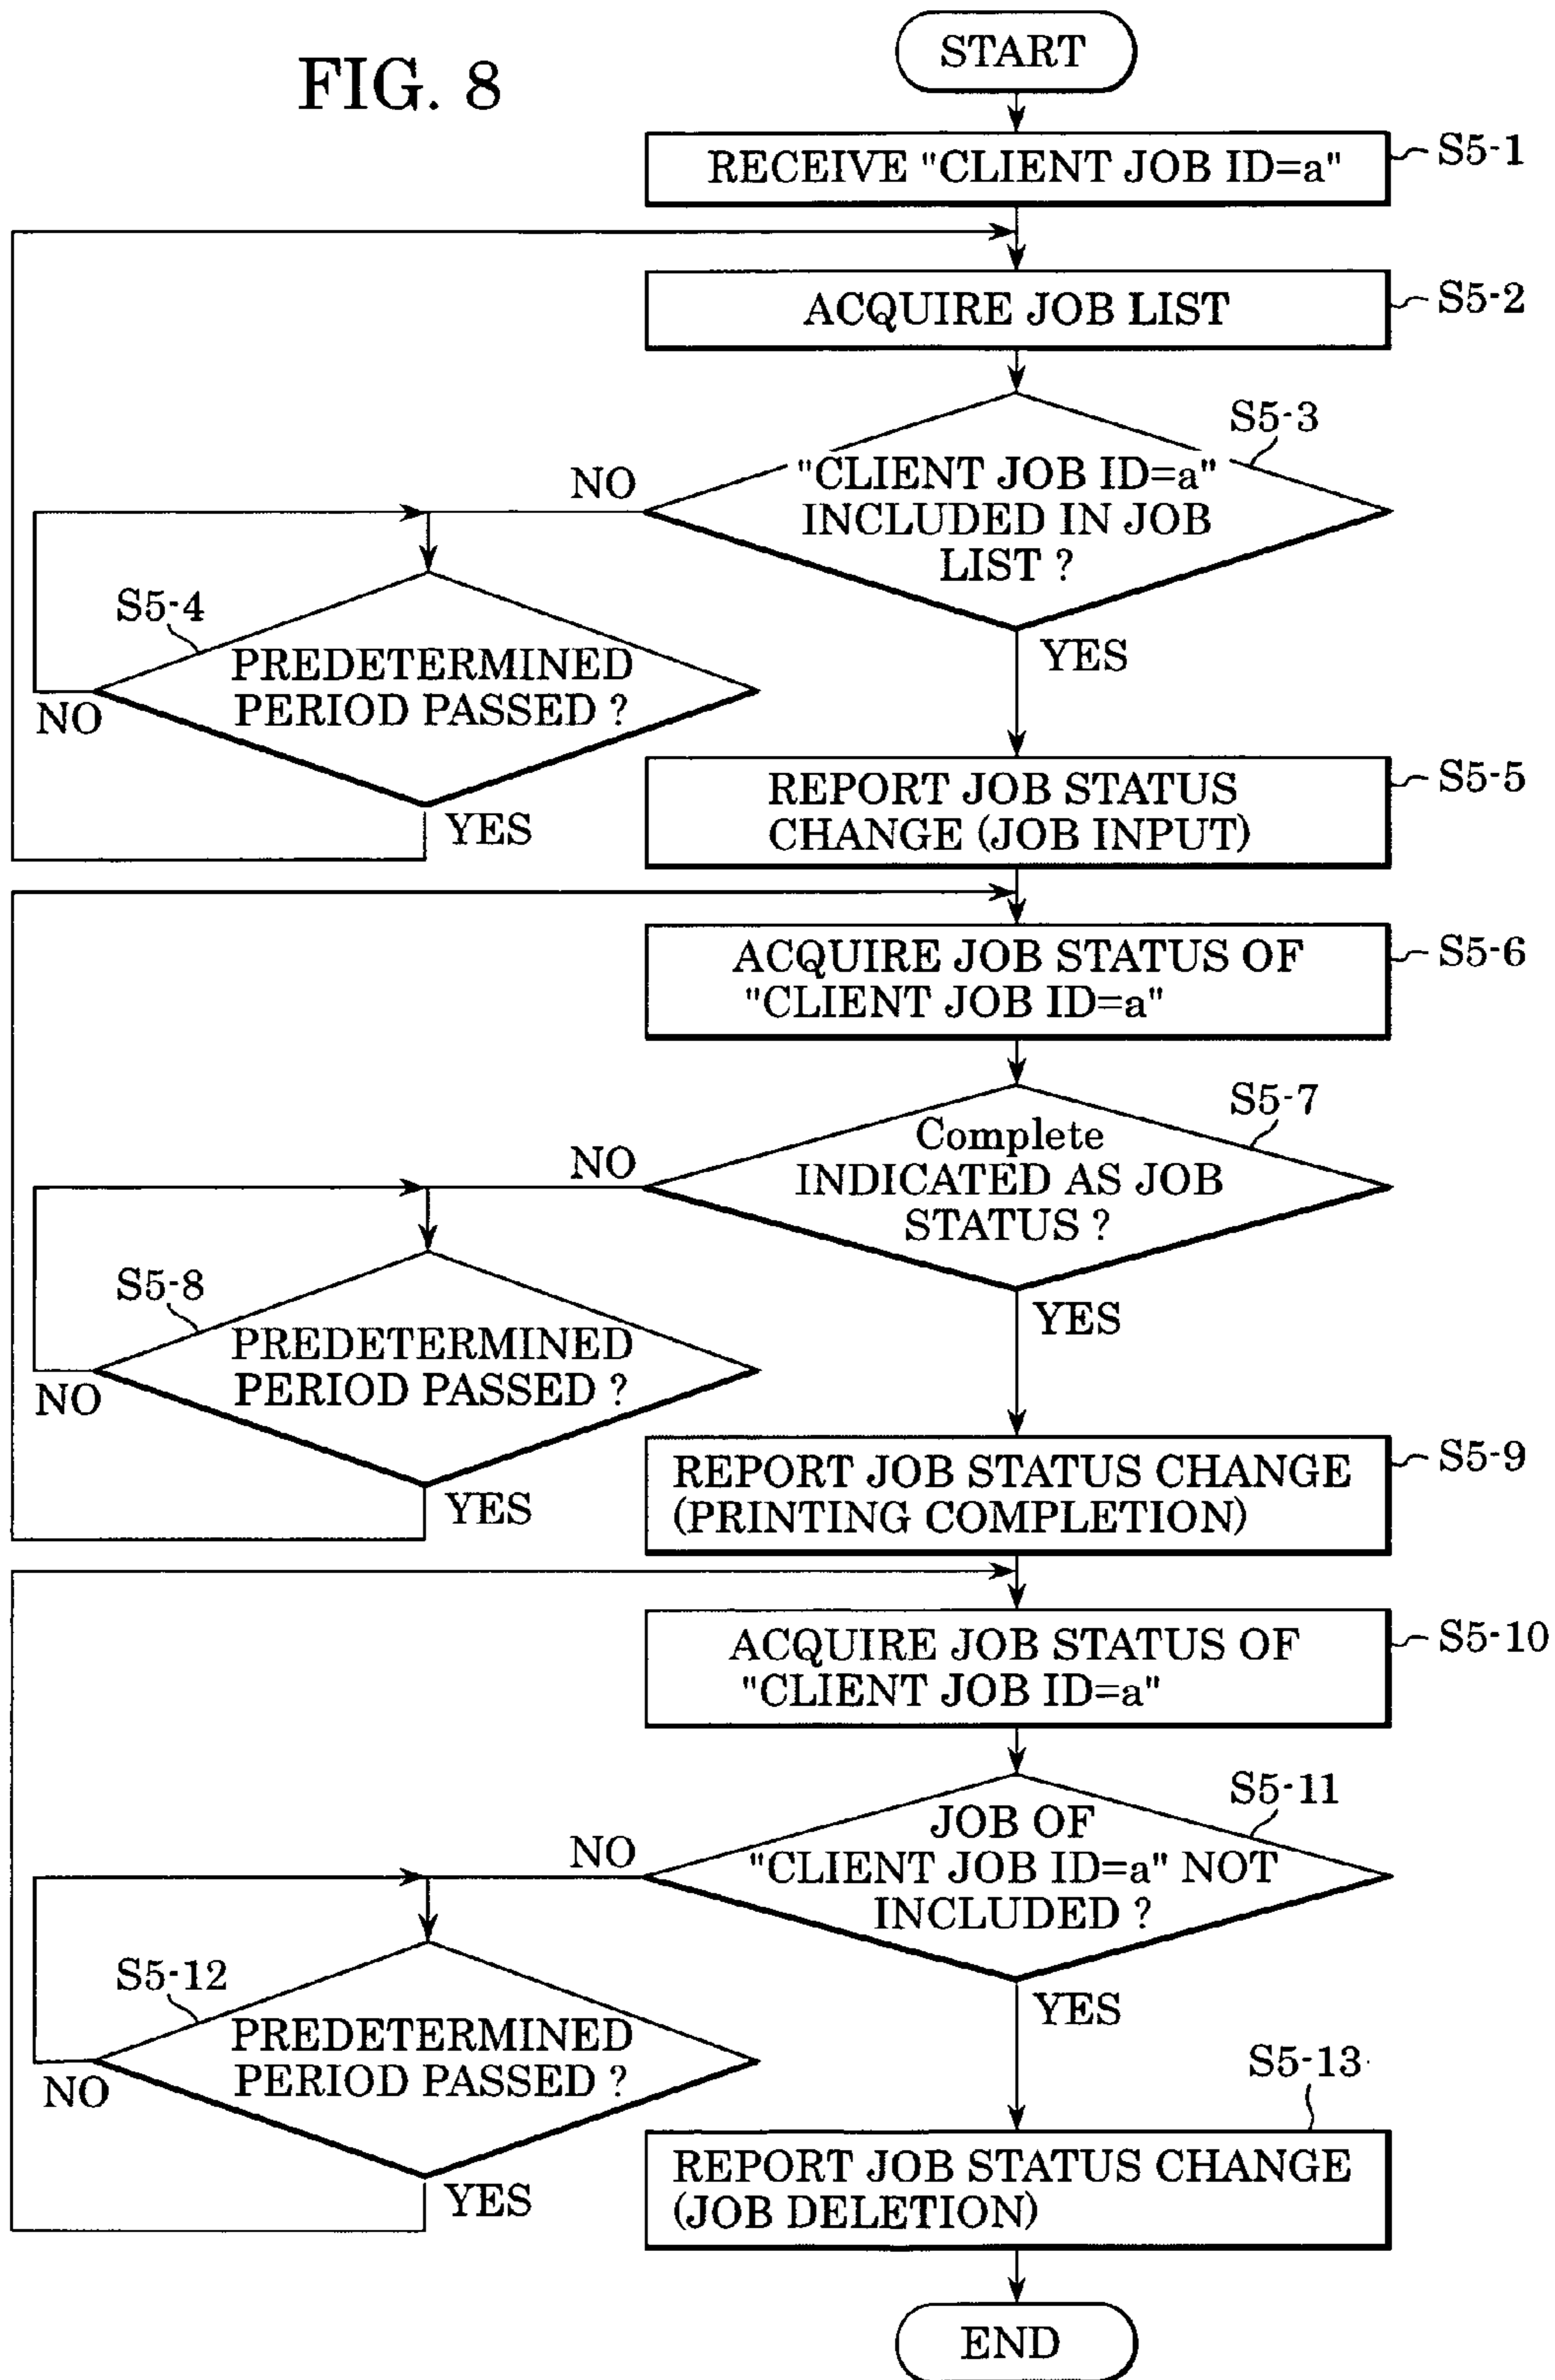 FIG. 8
START
RECEIVE "CLIENT JOB ID=a"
S5-1
ACQUIRE JOB LIST
S5-2
S5-3
"CLIENT JOB ID=a"
INCLUDED IN JOB
LIST ?
NO
YES
S5-4
PREDETERMINED
PERIOD PASSED ?
NO
YES
REPORT JOB STATUS
CHANGE (JOB INPUT)
S5-5
ACQUIRE JOB STATUS OF
"CLIENT JOB ID=a"
S5-6
S5-7
Complete
INDICATED AS JOB
STATUS ?
NO
YES
S5-8
PREDETERMINED
PERIOD PASSED ?
NO
YES
REPORT JOB STATUS CHANGE
(PRINTING COMPLETION)
S5-9
ACQUIRE JOB STATUS OF
"CLIENT JOB ID=a"
S5-10
S5-11
JOB OF
"CLIENT JOB ID=a" NOT
INCLUDED ?
NO
YES
S5-12
PREDETERMINED
PERIOD PASSED ?
NO
YES
S5-13
REPORT JOB STATUS CHANGE
(JOB DELETION)
END